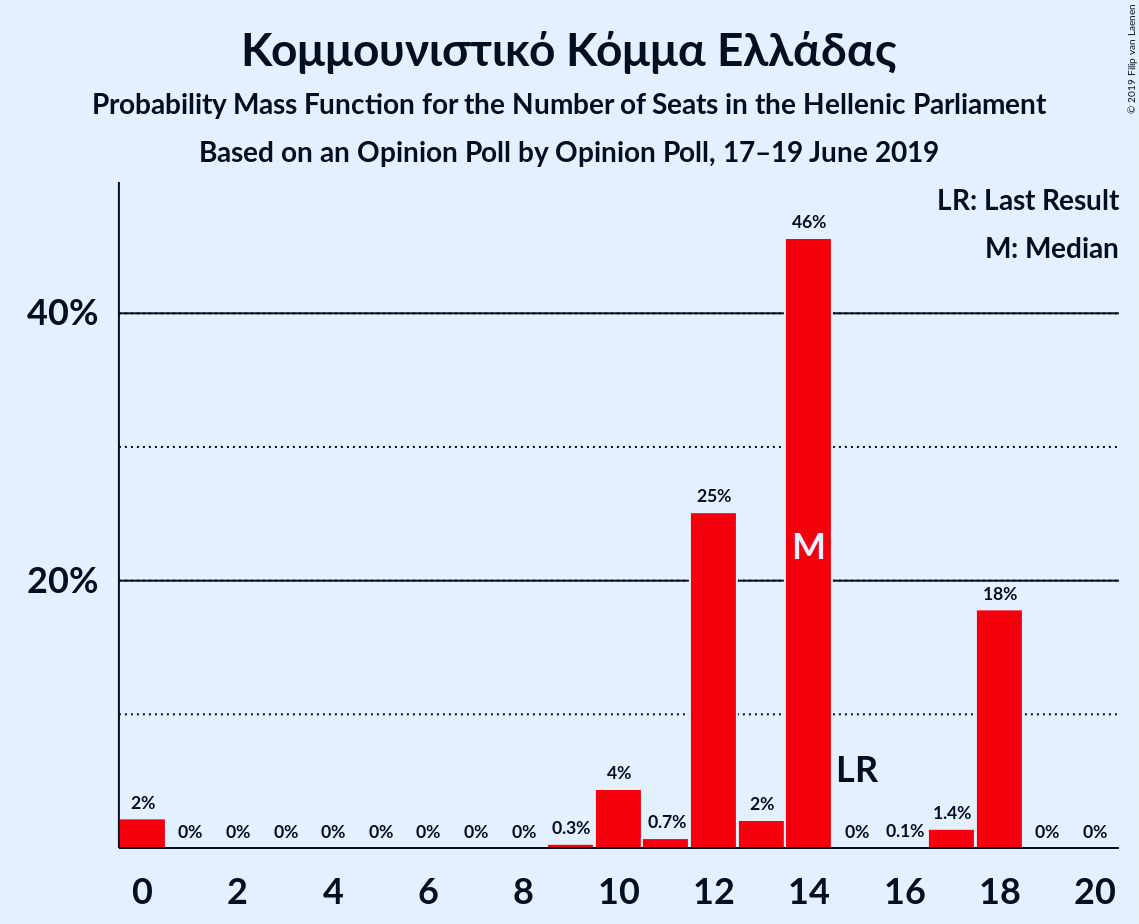 Κομμουνιστικό Κόμμα Ελλάδας
Probability Mass Function for the Number of Seats in the Hellenic Parliament
Based on an Opinion Poll by Opinion Poll, 17–19 June 2019
© 2019 Filip van Laenen
LR: Last Result
M: Median
46%
40%
25%
M
20%
18%
LR
2% 0% 0% 0% 0% 0% 0% 0% 0% 0.3% 4% 0.7% 2% 0% 0.1% 1.4% 0% 0%
0 2 4 6 8 10 12 14 16 18 20